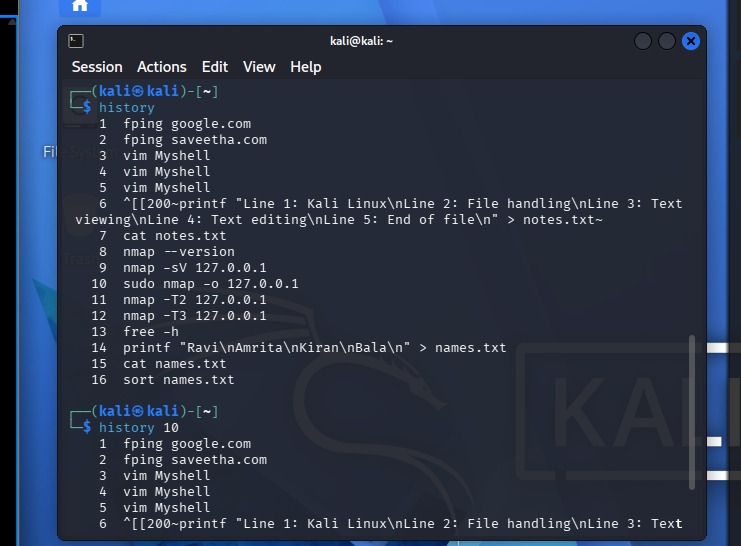 kali@kali: ~
Session Actions Edit View Help
┌──(kali㉿kali)-[~]
└─$ history
1 fping google.com
2 fping saveetha.com
3 vim Myshell
4 vim Myshell
5 vim Myshell
6 ^[[200~printf "Line 1: Kali Linux\nLine 2: File handling\nLine 3: Text
viewing\nLine 4: Text editing\nLine 5: End of file\n" > notes.txt~
7 cat notes.txt
8 nmap --version
9 nmap -sV 127.0.0.1
10 sudo nmap -o 127.0.0.1
11 nmap -T2 127.0.0.1
12 nmap -T3 127.0.0.1
13 free -h
14 printf "Ravi\nAmrita\nKiran\nBala\n" > names.txt
15 cat names.txt
16 sort names.txt
┌──(kali㉿kali)-[~]
└─$ history 10
1 fping google.com
2 fping saveetha.com
3 vim Myshell
4 vim Myshell
5 vim Myshell
6 ^[[200~printf "Line 1: Kali Linux\nLine 2: File handling\nLine 3: Text